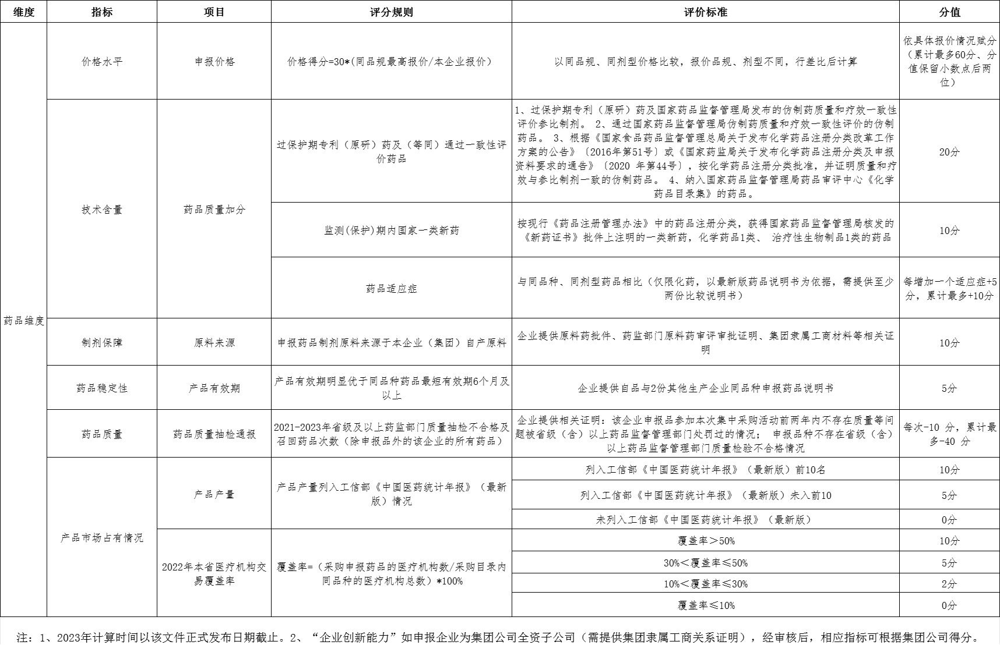 维度 指标 项目 评分规则 评价标准 分值
药品维度
价格水平
申报价格
价格得分=30*(同品规最高报价/本企业报价）
以同品规、同剂型价格比较，报价品规、剂型不同，行差比后计算
依具体报价情况赋分
（累计最多60分、分
值保留小数点后两
位）
技术含量
药品质量加分
过保护期专利（原研）药及（等同）通过一致性评
价药品
1、过保护期专利（原研）药及国家药品监督管理局发布的仿制药质量和疗效一致性
评价参比制剂。 2、通过国家药品监督管理局仿制药质量和疗效一致性评价的仿制
药品。 3、根据《国家食品药品监督管理总局关于发布化学药品注册分类改革工作
方案的公告》〔2016年第51号〕或《国家药监局关于发布化学药品注册分类及申报
资料要求的通告》〔2020 年第44号〕，按化学药品注册分类批准，并证明质量和疗
效与参比制剂一致的仿制药品。 4、纳入国家药品监督管理局药品审评中心《化学
药品目录集》的药品。
20分
监测(保护)期内国家一类新药
按现行《药品注册管理办法》中的药品注册分类，获得国家药品监督管理局核发的
《新药证书》批件上注明的一类新药，化学药品1类、 治疗性生物制品1类的药品
10分
药品适应症
与同品种、同剂型药品相比（仅限化药，以最新版药品说明书为依据，需提供至少
两份比较说明书）
每增加一个适应症+5
分，累计最多+10分
制剂保障
原料来源
申报药品制剂原料来源于本企业（集团）自产原料
企业提供原料药批件、药监部门原料药审评审批证明、集团隶属工商材料等相关证
明
10分
药品稳定性
产品有效期
产品有效期明显优于同品种药品最短有效期6个月及
以上
企业提供自品与2份其他生产企业同品种申报药品说明书
5分
药品质量
药品质量抽检通报
2021-2023年省级及以上药监部门质量抽检不合格及
召回药品次数（除申报品外的该企业的所有药品）
企业提供相关证明：该企业申报品参加本次集中采购活动前两年内不存在质量等问
题被省级（含）以上药品监督管理部门处罚过的情况； 申报品种不存在省级（含）
以上药品监督管理部门质量检验不合格情况
每次-10 分，累计最
多-40 分
产品市场占有情况
产品产量
产品产量列入工信部《中国医药统计年报》（最新
版）情况
列入工信部《中国医药统计年报》（最新版）前10名
10分
列入工信部《中国医药统计年报》（最新版）未入前10
5分
未列入工信部《中国医药统计年报》（最新版）
0分
2022年本省医疗机构交
易覆盖率
覆盖率=（采购申报药品的医疗机构数/采购目录内
同品种的医疗机构总数）*100%
覆盖率＞50%
10分
30%＜覆盖率≤50%
5分
10%＜覆盖率≤30%
2分
覆盖率≤10%
0分
注：1、2023年计算时间以该文件正式发布日期截止。2、“企业创新能力”如申报企业为集团公司全资子公司（需提供集团隶属工商关系证明），经审核后，相应指标可根据集团公司得分。